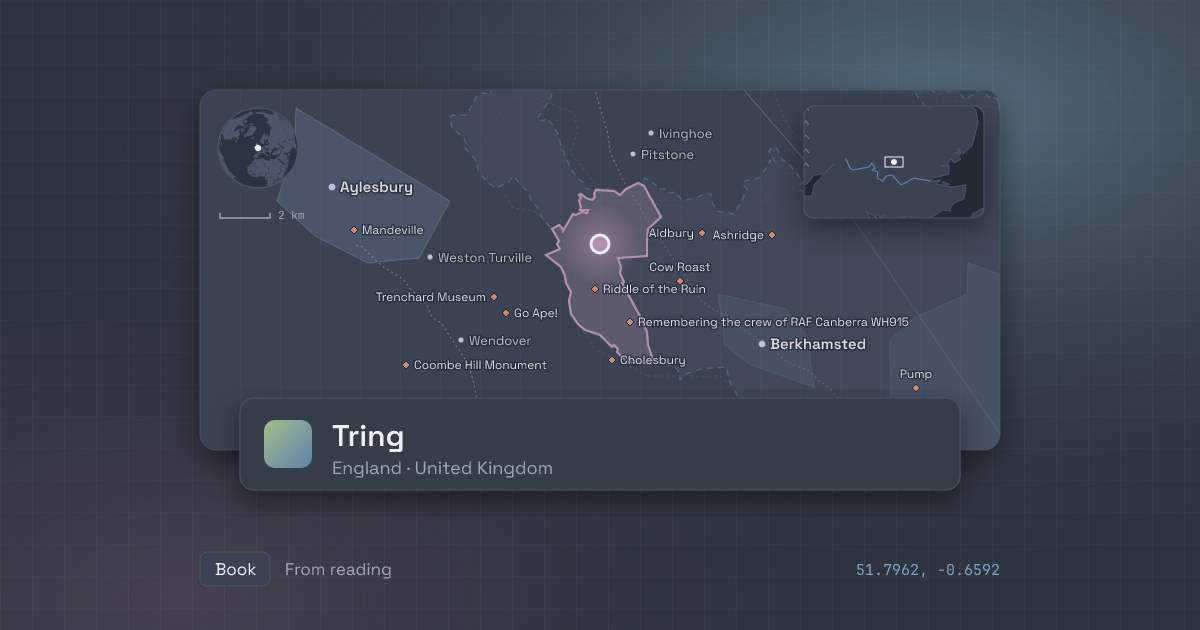 Ivinghoe
Pitstone
Aylesbury
2 km
Mandeville
Aldbury
Ashridge
Weston Turville
Cow Roast
Riddle of the Ruin
Trenchard Museum
Go Ape!
Remembering the crew of RAF Canberra WH915
Wendover
Berkhamsted
Cholesbury
Coombe Hill Monument
Pump
Tring
England · United Kingdom
Book
From reading
51.7962, -0.6592